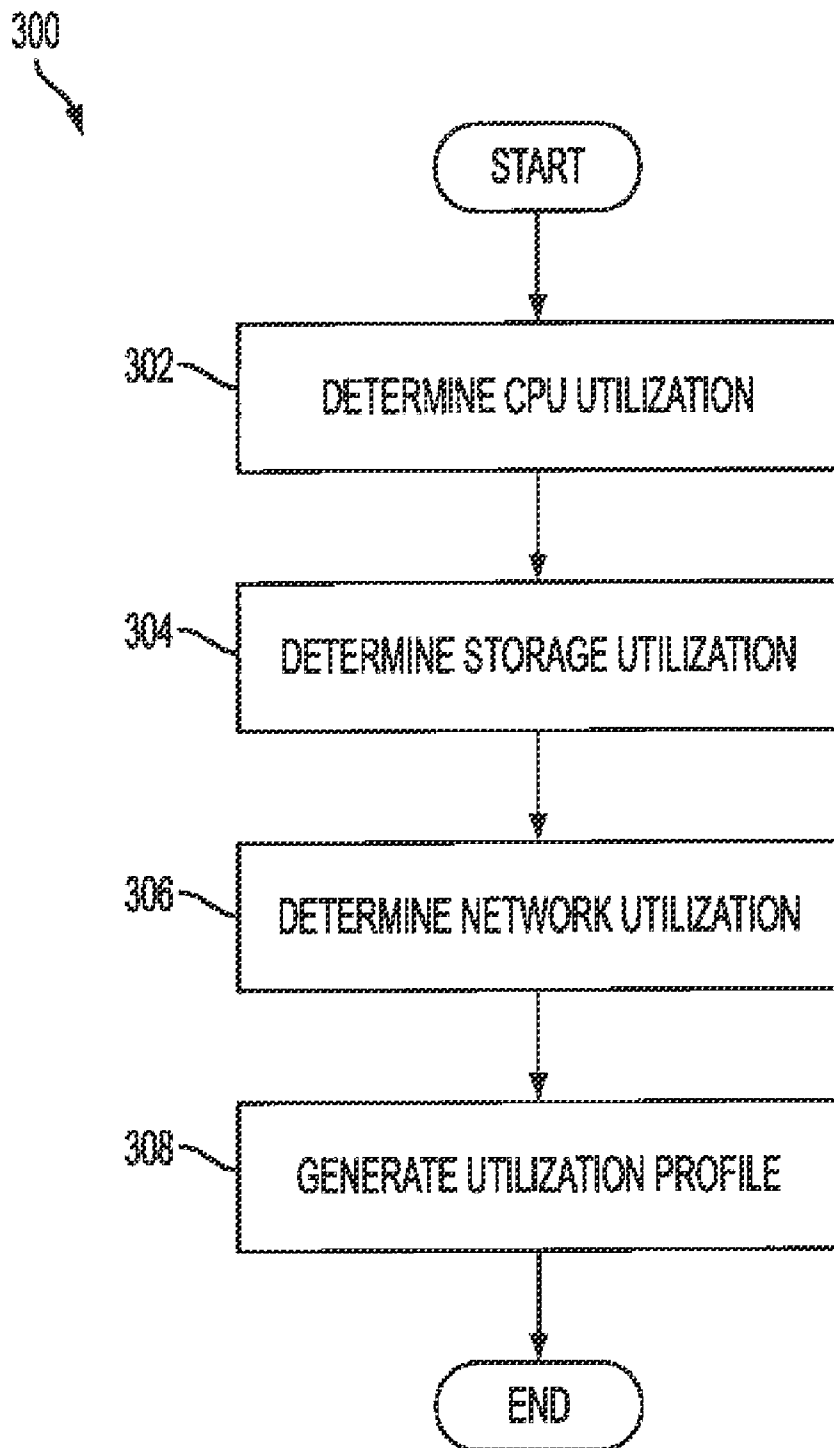 300
START
302
DETERMINE CPU UTILIZATION
304
DETERMINE STORAGE UTILIZATION
306
DETERMINE NETWORK UTILIZATION
308
GENERATE UTILIZATION PROFILE
END